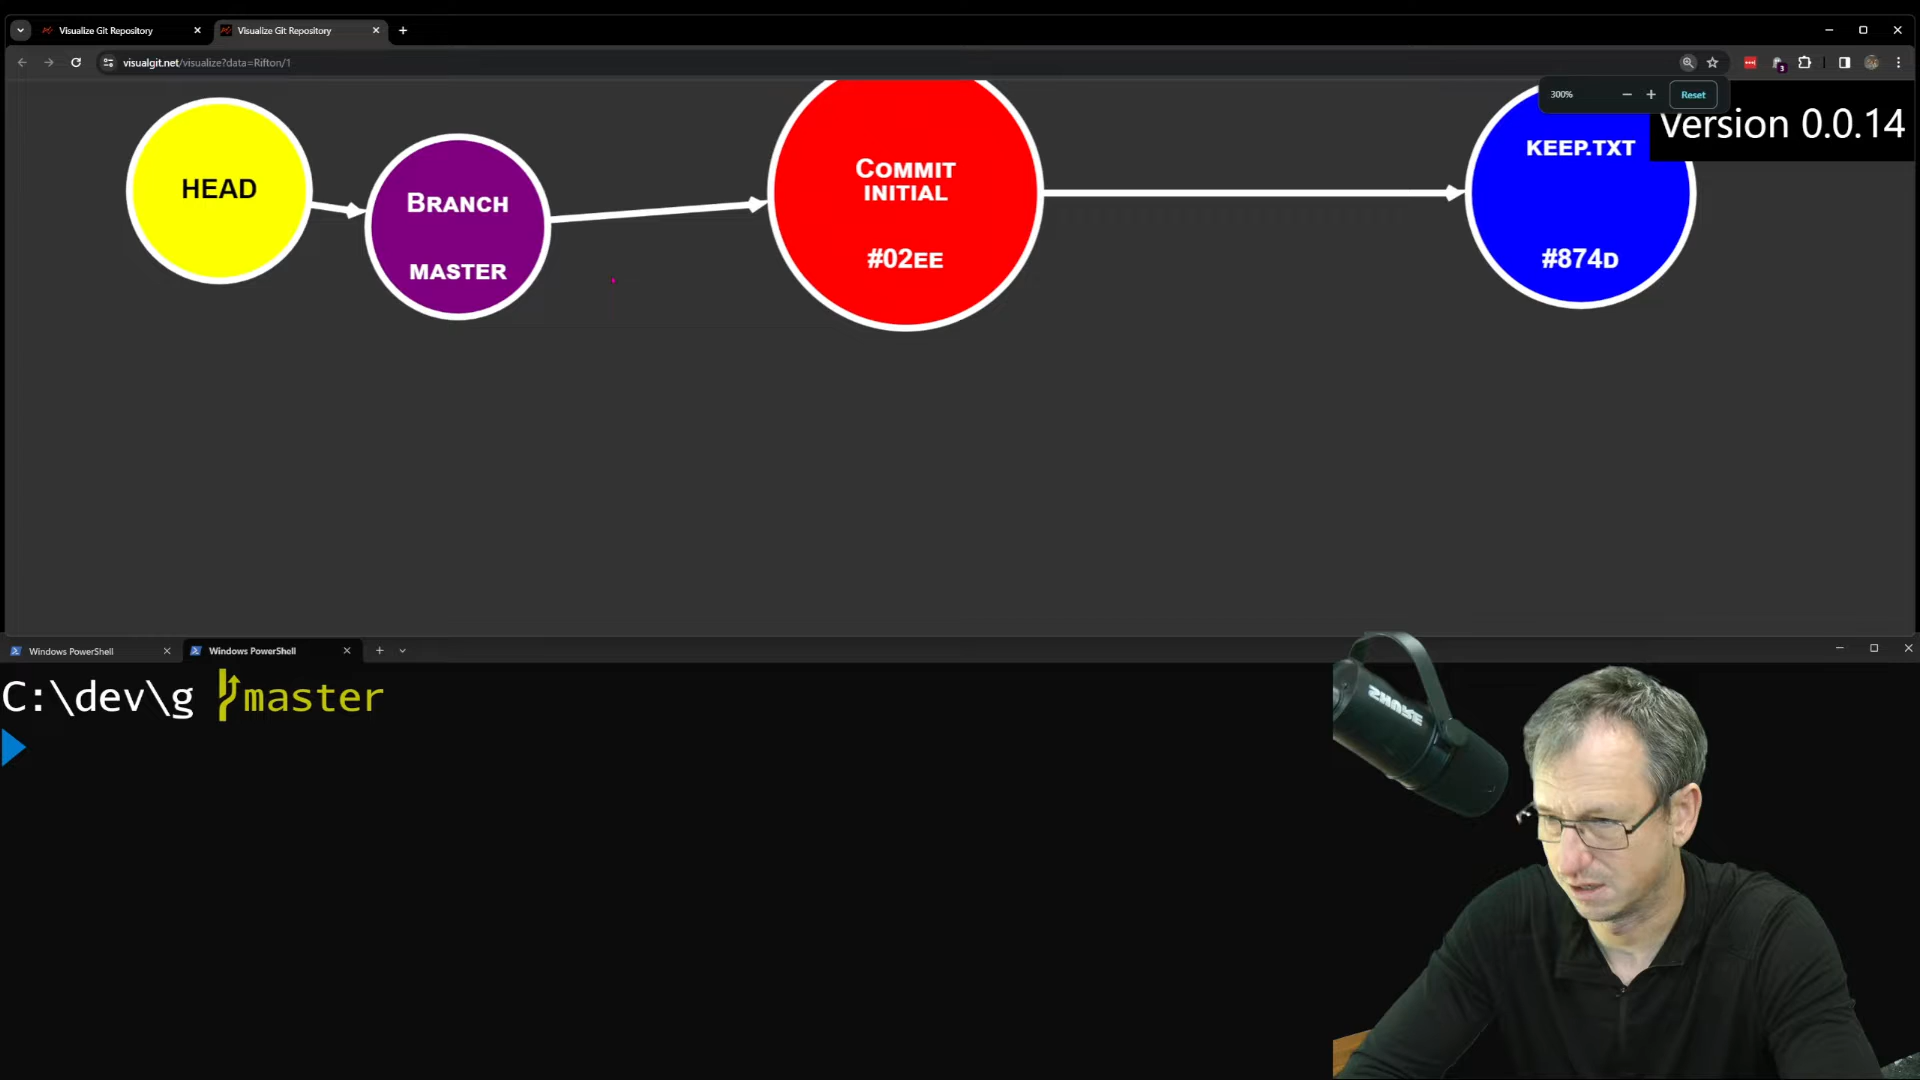 Visualize Git Repository
Visualize Git Repository
visualgit.net/visualize?data=Rifton/1
3
300%
Reset
Version 0.0.14
HEAD
BRANCH
MASTER
COMMIT
INITIAL
#02EE
KEEP.TXT
#874D
Windows PowerShell
Windows PowerShell
C:\dev\g master
SHURE